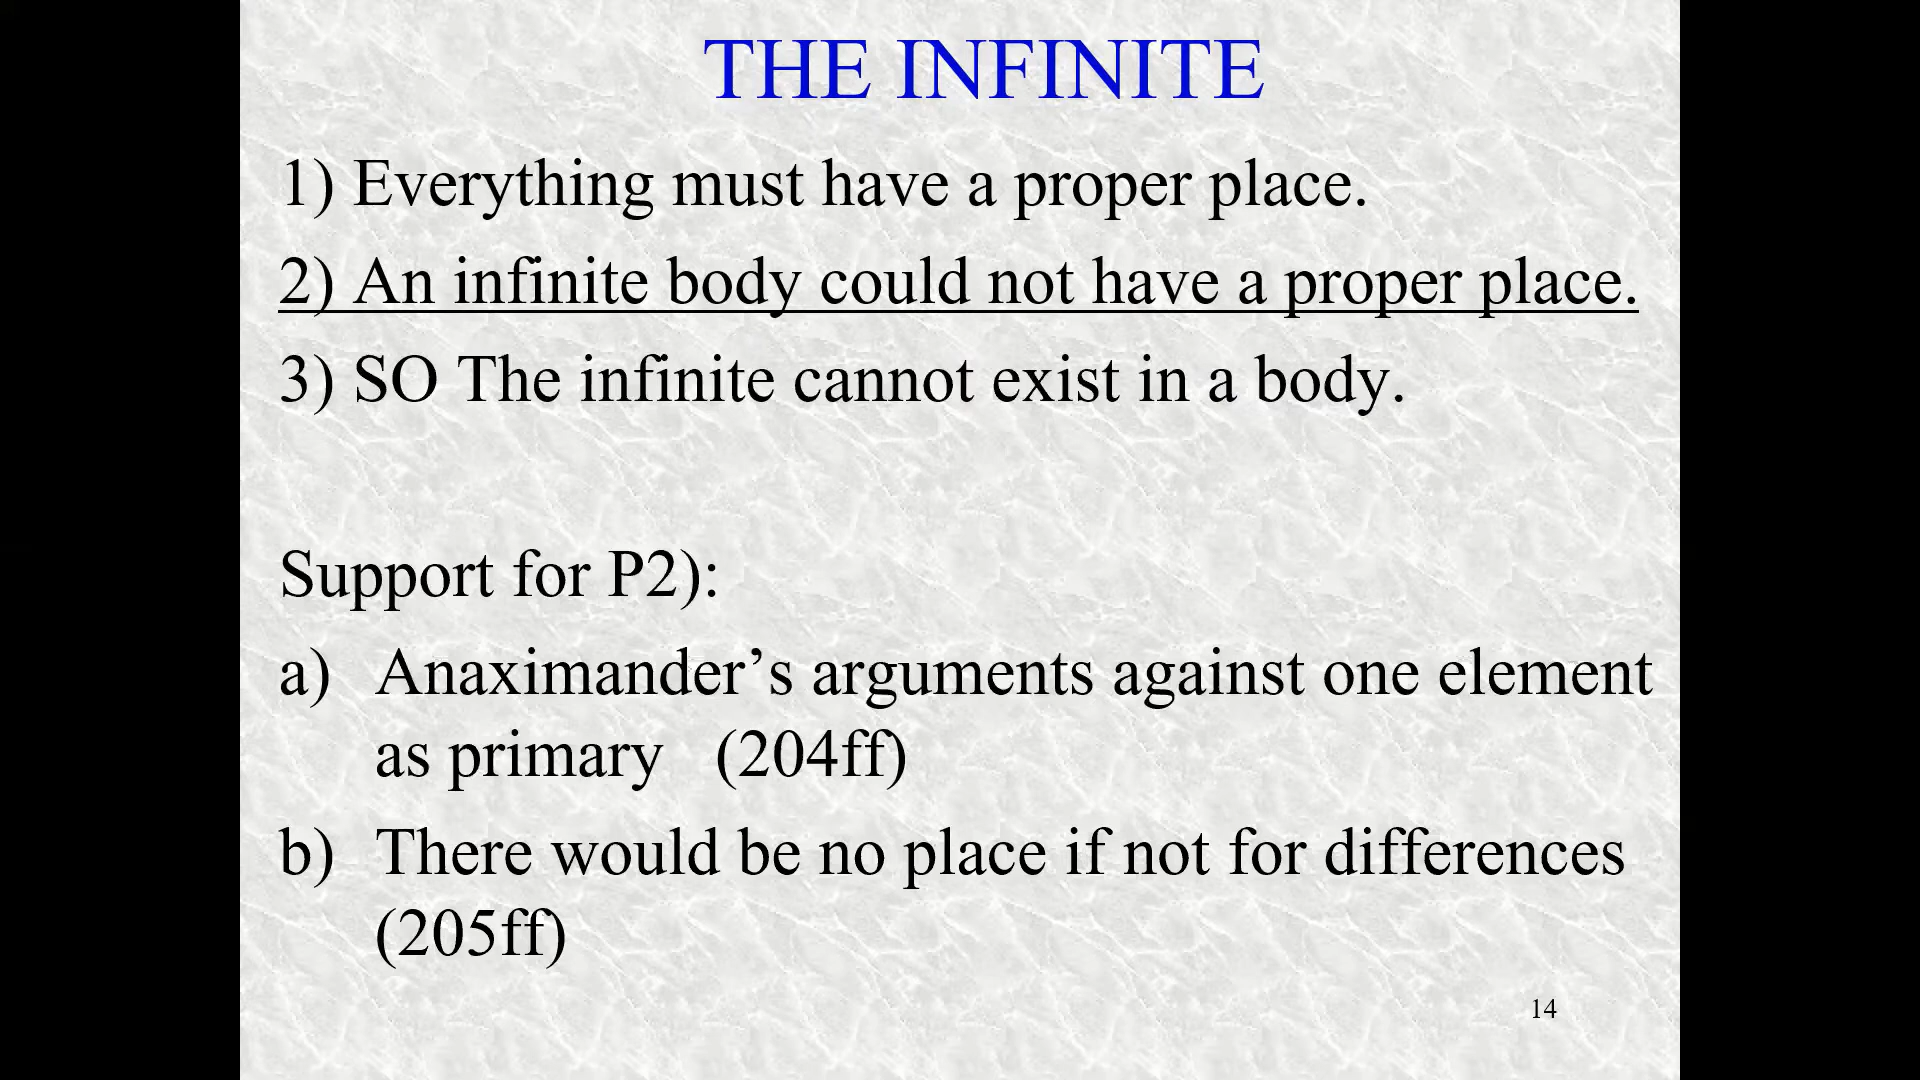 THE INFINITE
1) Everything must have a proper place.
2) An infinite body could not have a proper place.
3) SO The infinite cannot exist in a body.
Support for P2):
a) Anaximander’s arguments against one element
as primary (204ff)
b) There would be no place if not for differences
(205ff)
14